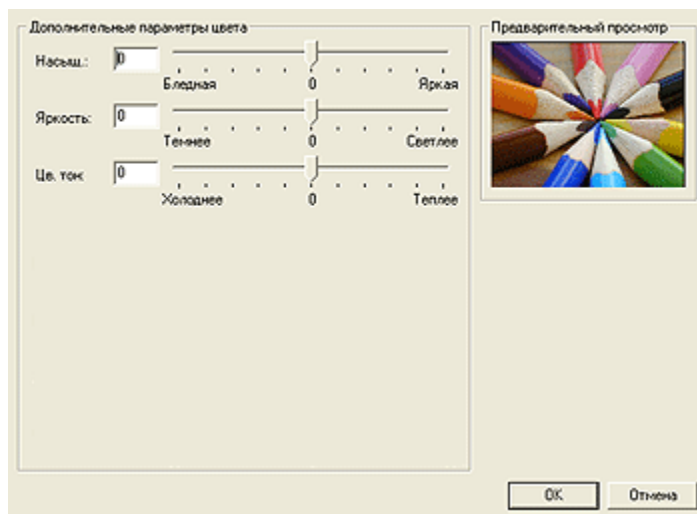 Дополнительные параметры цвета
Предварительный просмотр
Насыщ.: 0
Бледная 0 Яркая
Яркость: 0
Темнее 0 Светлее
Цв. тон: 0
Холоднее 0 Теплее
OK Отмена